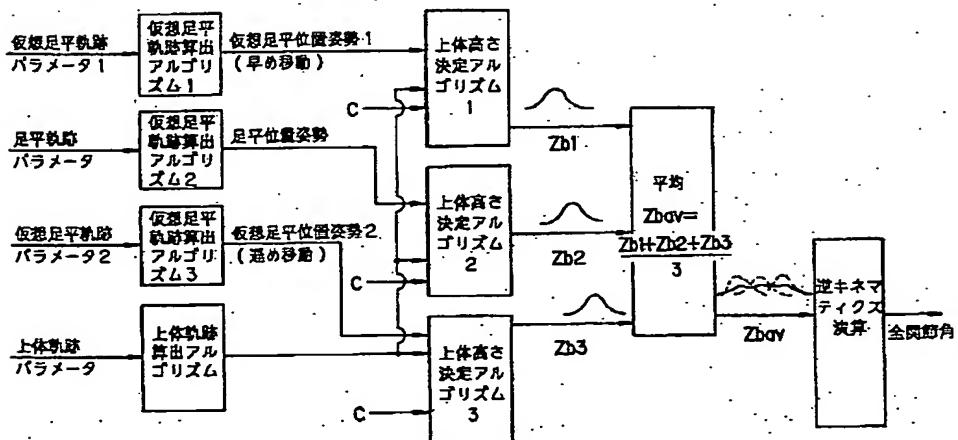 仮想足平軌跡
パラメータ1
仮想足平
軌跡算出
アルゴリ
ズム1
仮想足平位置姿勢1
(早め移動)
上体高さ
決定アル
ゴリズム
1
C
Zb1
足平軌跡
パラメータ
仮想足平
軌跡算出
アルゴリ
ズム2
足平位置姿勢
上体高さ
決定アル
ゴリズム
2
C
Zb2
仮想足平軌跡
パラメータ2
仮想足平
軌跡算出
アルゴリ
ズム3
仮想足平位置姿勢2
(遅め移動)
上体高さ
決定アル
ゴリズム
3
C
Zb3
上体軌跡
パラメータ
上体軌跡
算出アル
ゴリズム
平均
Zbav=
Zb1+Zb2+Zb3
3
Zbav
逆キネマ
ティクス
演算
全関節角